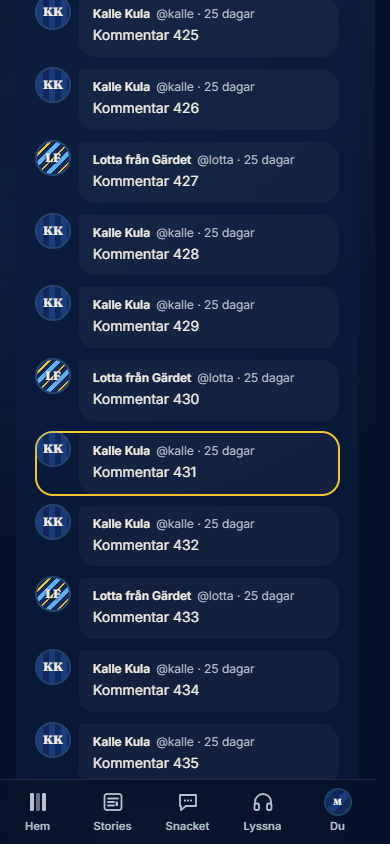 KK
Kalle Kula @kalle · 25 dagar
Kommentar 425
KK
Kalle Kula @kalle · 25 dagar
Kommentar 426
LF
Lotta från Gärdet @lotta · 25 dagar
Kommentar 427
KK
Kalle Kula @kalle · 25 dagar
Kommentar 428
KK
Kalle Kula @kalle · 25 dagar
Kommentar 429
LF
Lotta från Gärdet @lotta · 25 dagar
Kommentar 430
KK
Kalle Kula @kalle · 25 dagar
Kommentar 431
KK
Kalle Kula @kalle · 25 dagar
Kommentar 432
LF
Lotta från Gärdet @lotta · 25 dagar
Kommentar 433
KK
Kalle Kula @kalle · 25 dagar
Kommentar 434
KK
Kalle Kula @kalle · 25 dagar
Kommentar 435
M
Hem Stories Snacket Lyssna Du